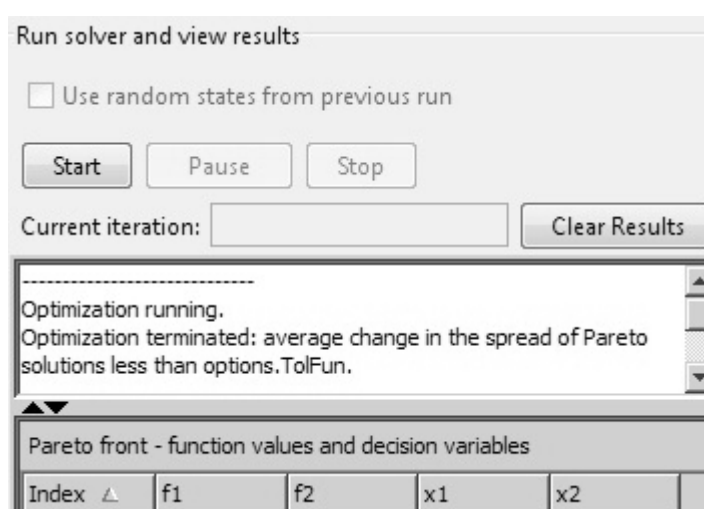 Run solver and view results
Use random states from previous run
Start Pause Stop
Current iteration: Clear Results
----------------------------
Optimization running.
Optimization terminated: average change in the spread of Pareto
solutions less than options.TolFun.
Pareto front - function values and decision variables
Index f1 f2 x1 x2